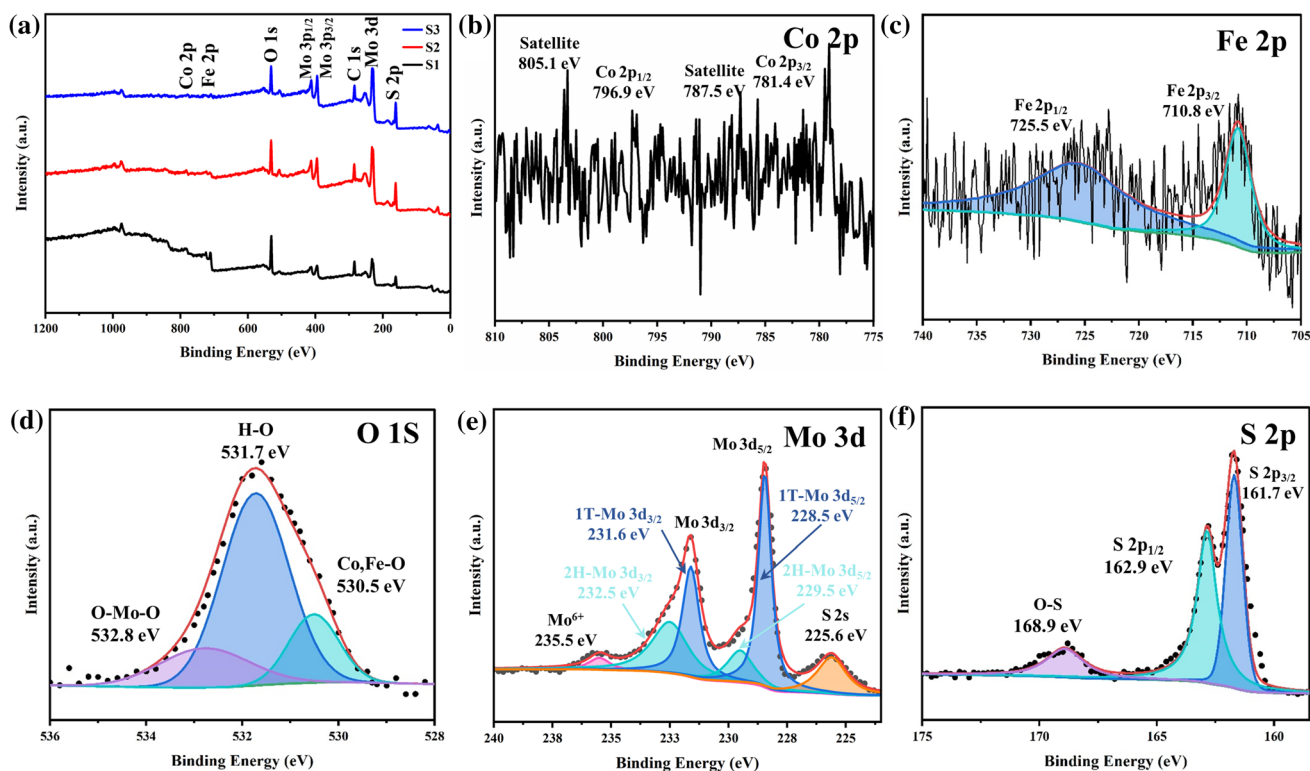 (a)
S3
S2
S1
Co 2p
Fe 2p
O 1s
Mo 3p1/2
Mo 3p3/2
C 1s
Mo 3d
S 2p
Intensity (a.u.)
1200 1000 800 600 400 200 0
Binding Energy (eV)
(b)
Co 2p
Satellite
805.1 eV
Co 2p1/2
796.9 eV
Satellite
787.5 eV
Co 2p3/2
781.4 eV
Intensity (a.u.)
810 805 800 795 790 785 780 775
Binding Energy (eV)
(c)
Fe 2p
Fe 2p1/2
725.5 eV
Fe 2p3/2
710.8 eV
Intensity (a.u.)
740 735 730 725 720 715 710 705
Binding Energy (eV)
(d)
O 1S
H-O
531.7 eV
Co,Fe-O
530.5 eV
O-Mo-O
532.8 eV
Intensity (a.u.)
536 534 532 530 528
Binding Energy (eV)
(e)
Mo 3d
Mo 3d5/2
1T-Mo 3d3/2
231.6 eV
Mo 3d3/2
1T-Mo 3d5/2
228.5 eV
2H-Mo 3d3/2
232.5 eV
2H-Mo 3d5/2
229.5 eV
Mo6+
235.5 eV
S 2s
225.6 eV
Intensity (a.u.)
240 235 230 225
Binding Energy (eV)
(f)
S 2p
S 2p3/2
161.7 eV
S 2p1/2
162.9 eV
O-S
168.9 eV
Intensity (a.u.)
175 170 165 160
Binding Energy (eV)